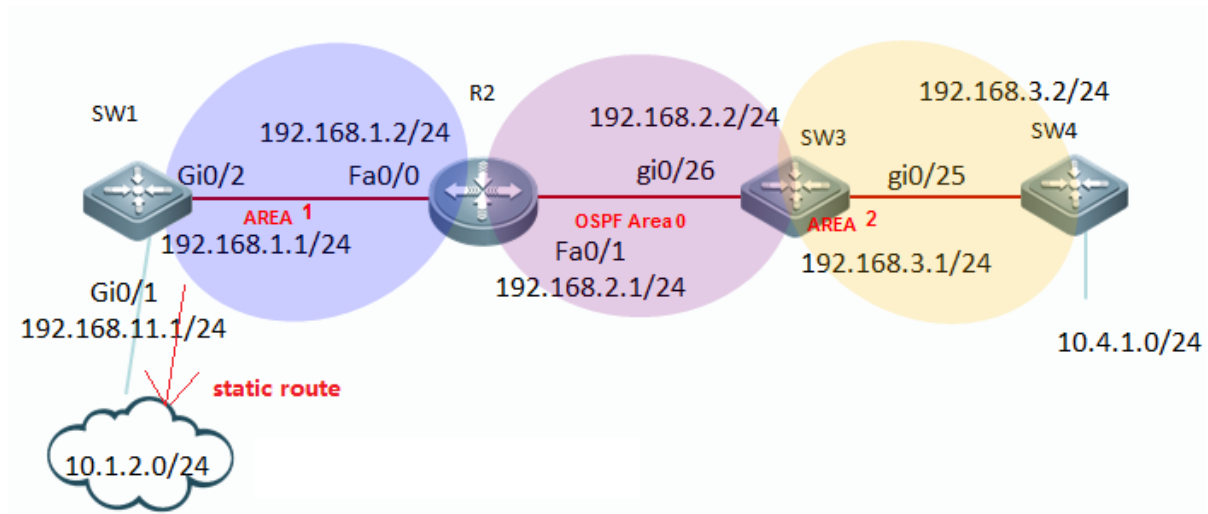 192.168.3.2/24
R2
SW1
192.168.2.2/24
192.168.1.2/24
SW3
SW4
Gi0/2
Fa0/0
gi0/26
gi0/25
AREA 1
OSPF Area 0
AREA 2
192.168.1.1/24
Fa0/1
192.168.3.1/24
192.168.2.1/24
Gi0/1
192.168.11.1/24
10.4.1.0/24
static route
10.1.2.0/24